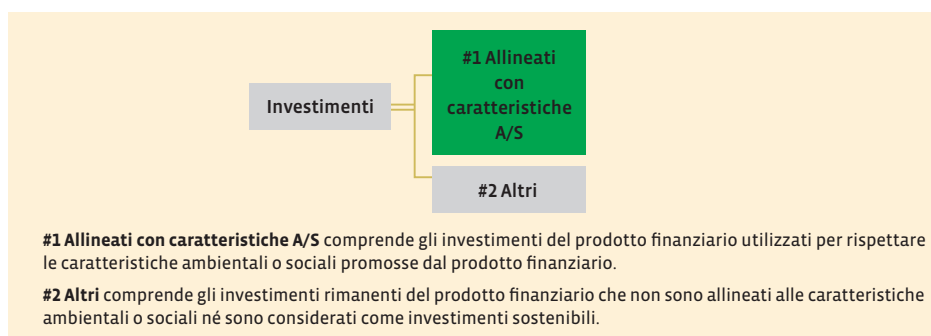 #1 Allineati
con
caratteristiche
A/S
Investimenti
#2 Altri
#1 Allineati con caratteristiche A/S comprende gli investimenti del prodotto finanziario utilizzati per rispettare
le caratteristiche ambientali o sociali promosse dal prodotto finanziario.
#2 Altri comprende gli investimenti rimanenti del prodotto finanziario che non sono allineati alle caratteristiche
ambientali o sociali né sono considerati come investimenti sostenibili.